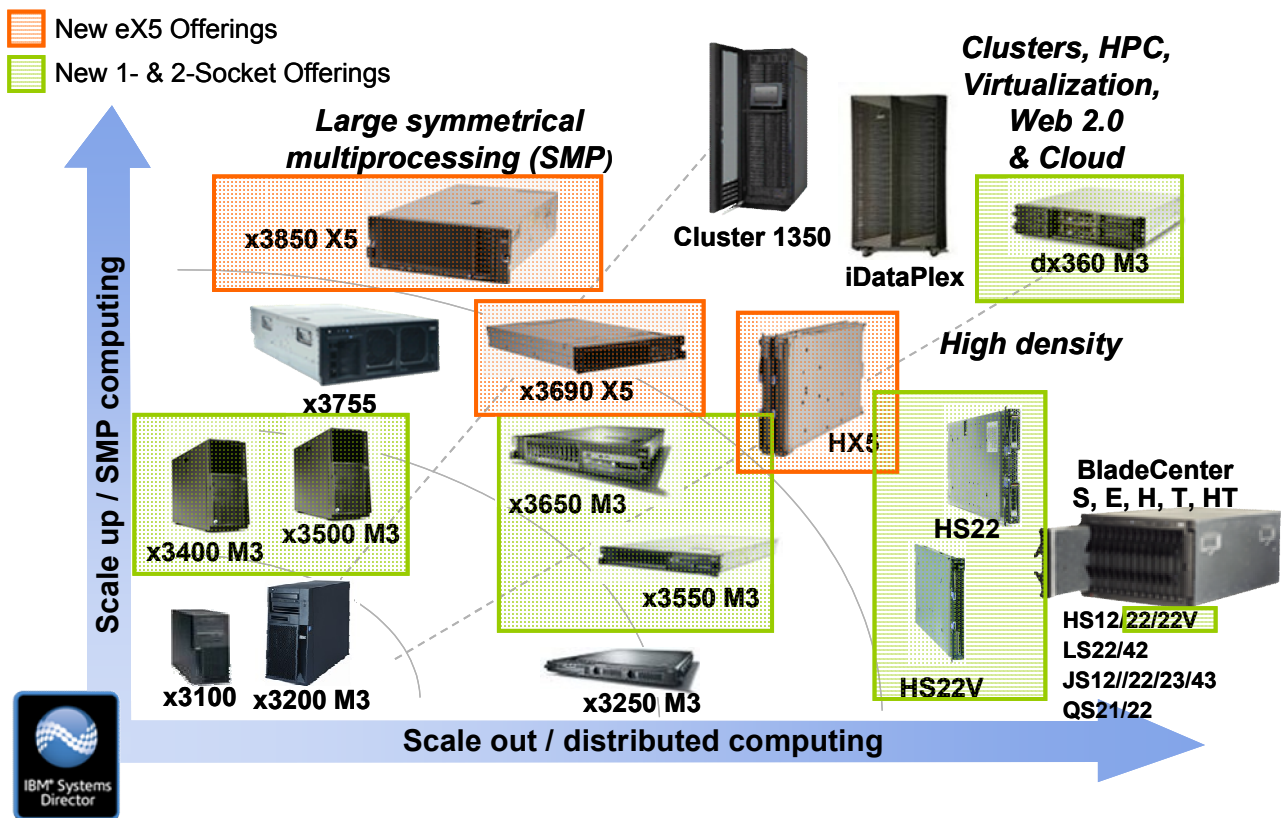 New eX5 Offerings
New 1- & 2-Socket Offerings
Large symmetrical
multiprocessing (SMP)
Clusters, HPC,
Virtualization,
Web 2.0
& Cloud
x3850 X5
Cluster 1350
iDataPlex
dx360 M3
x3755
x3690 X5
HX5
High density
x3400 M3
x3500 M3
x3650 M3
x3550 M3
HS22
HS22V
BladeCenter
S, E, H, T, HT
HS12/22/22V
LS22/42
JS12//22/23/43
QS21/22
x3100
x3200 M3
x3250 M3
Scale up / SMP computing
Scale out / distributed computing
IBM® Systems
Director